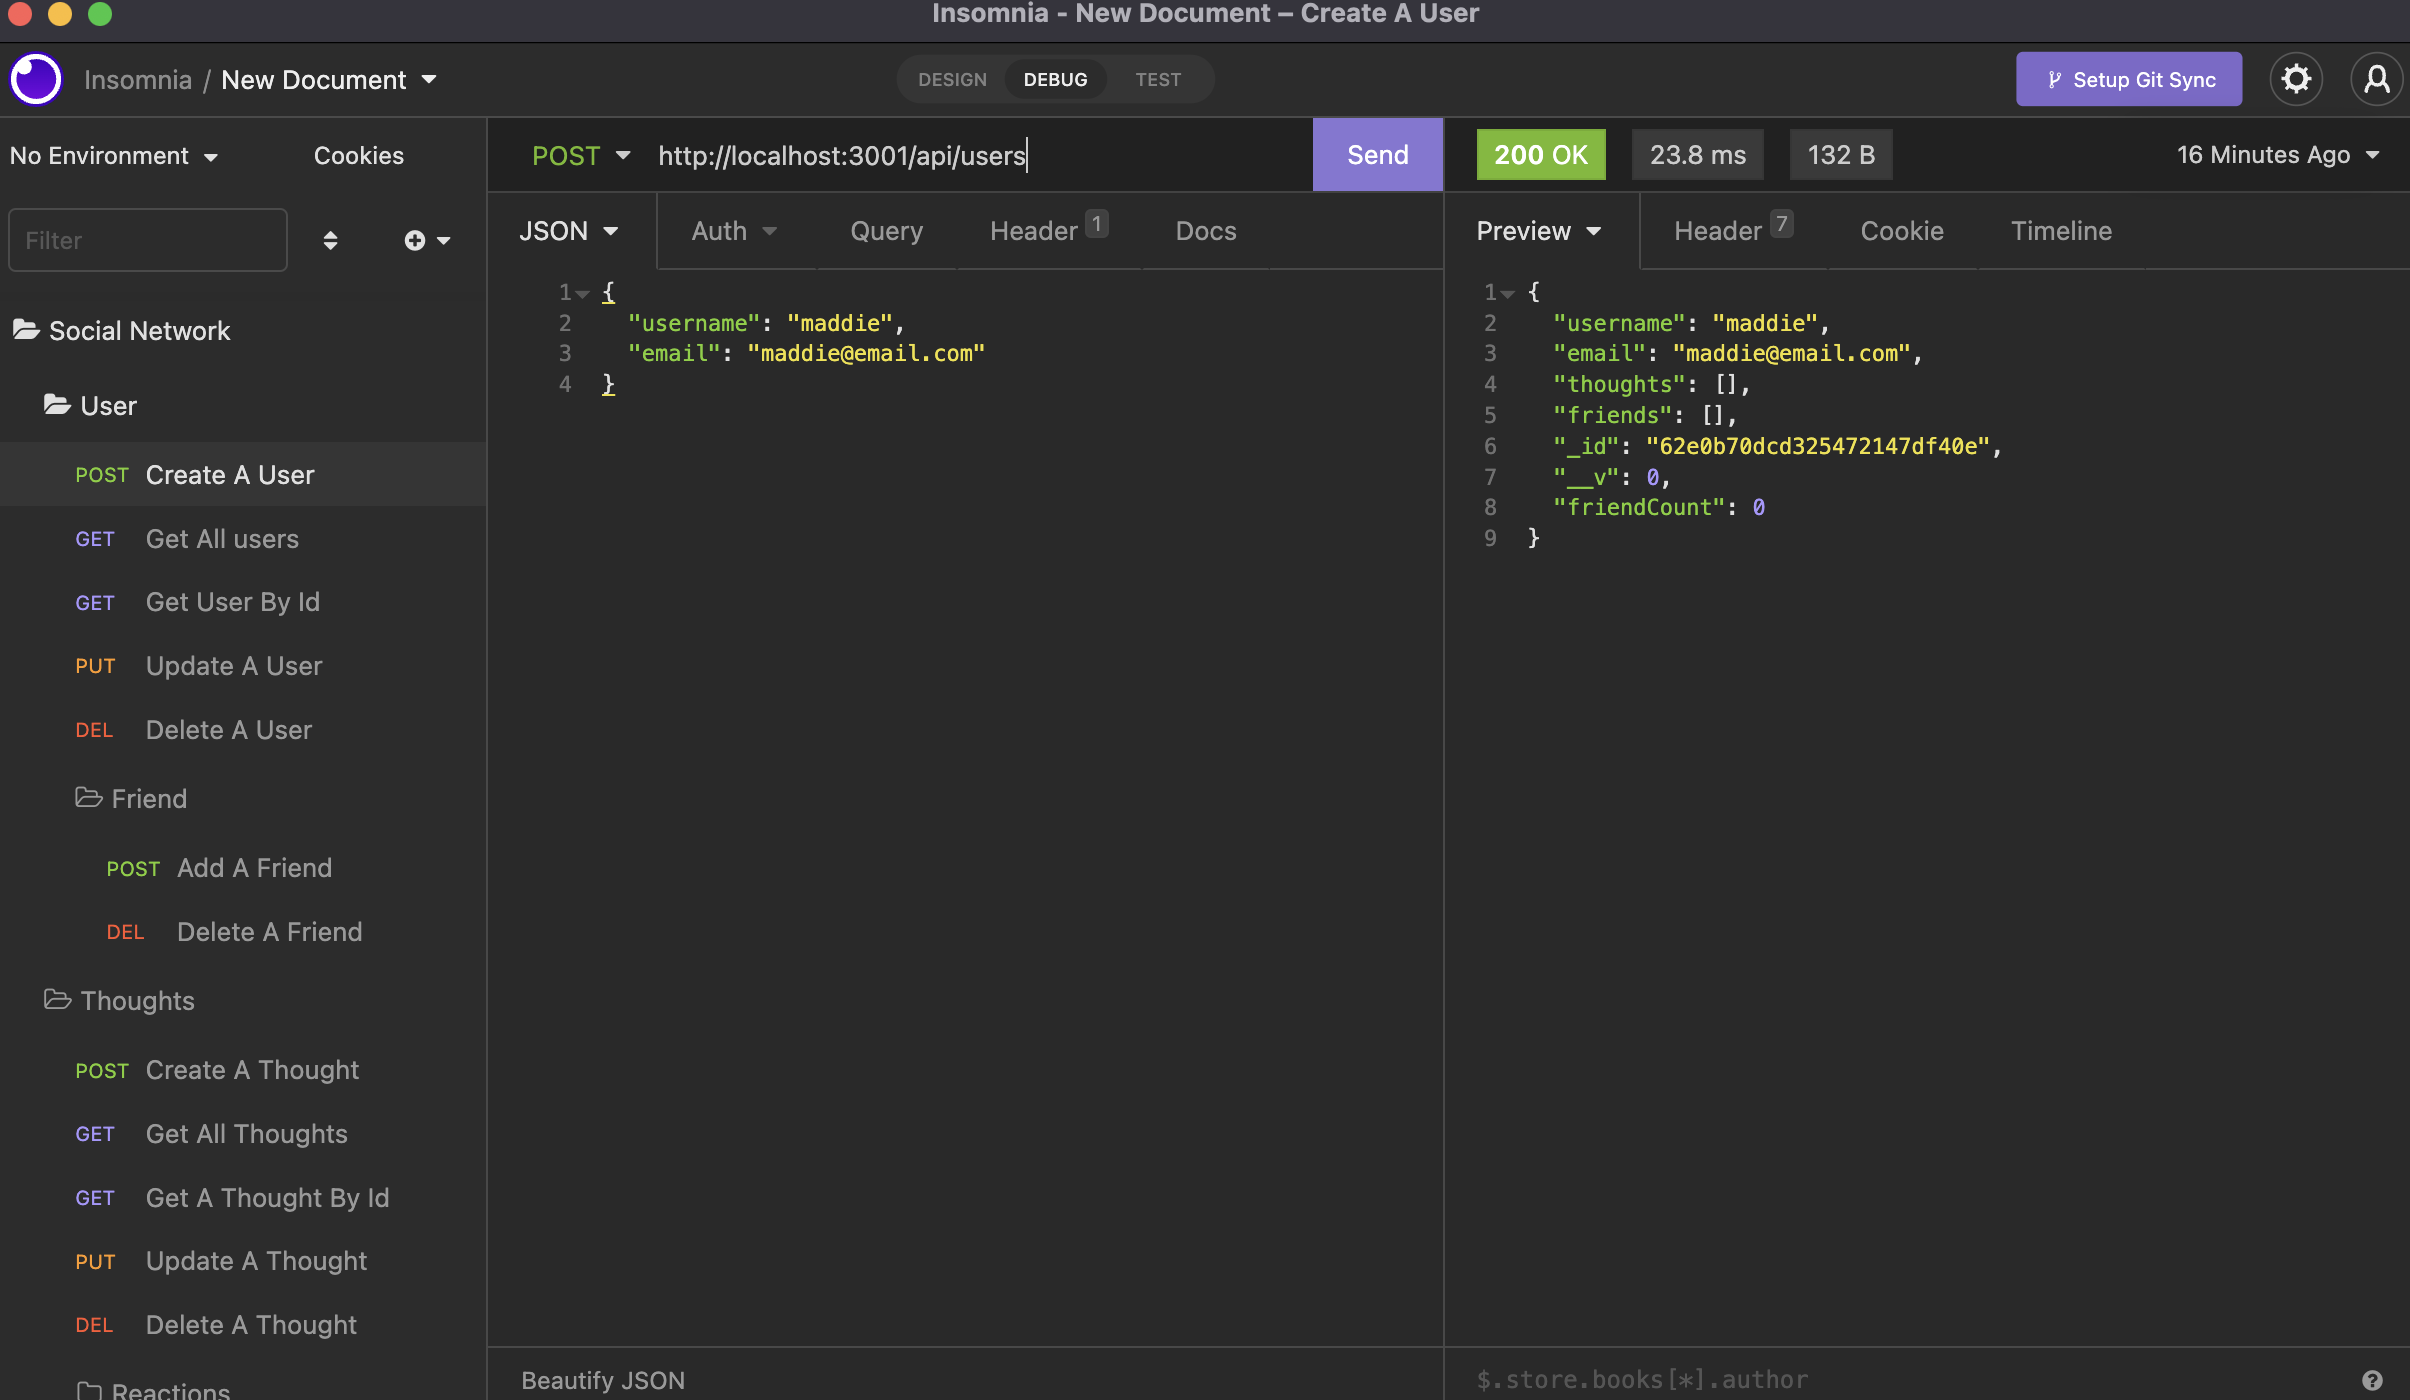 Insomnia - New Document – Create A User
Insomnia / New Document
DESIGN DEBUG TEST
Setup Git Sync
No Environment
Cookies
Filter
Social Network
User
POST Create A User
GET Get All users
GET Get User By Id
PUT Update A User
DEL Delete A User
Friend
POST Add A Friend
DEL Delete A Friend
Thoughts
POST Create A Thought
GET Get All Thoughts
GET Get A Thought By Id
PUT Update A Thought
DEL Delete A Thought
Reactions
POST http://localhost:3001/api/users Send
JSON Auth Query Header 1 Docs
1 {
2 "username": "maddie",
3 "email": "maddie@email.com"
4 }
Beautify JSON
200 OK 23.8 ms 132 B 16 Minutes Ago
Preview Header 7 Cookie Timeline
1 {
2 "username": "maddie",
3 "email": "maddie@email.com",
4 "thoughts": [],
5 "friends": [],
6 "_id": "62e0b70dcd325472147df40e",
7 "__v": 0,
8 "friendCount": 0
9 }
$.store.books[*].author